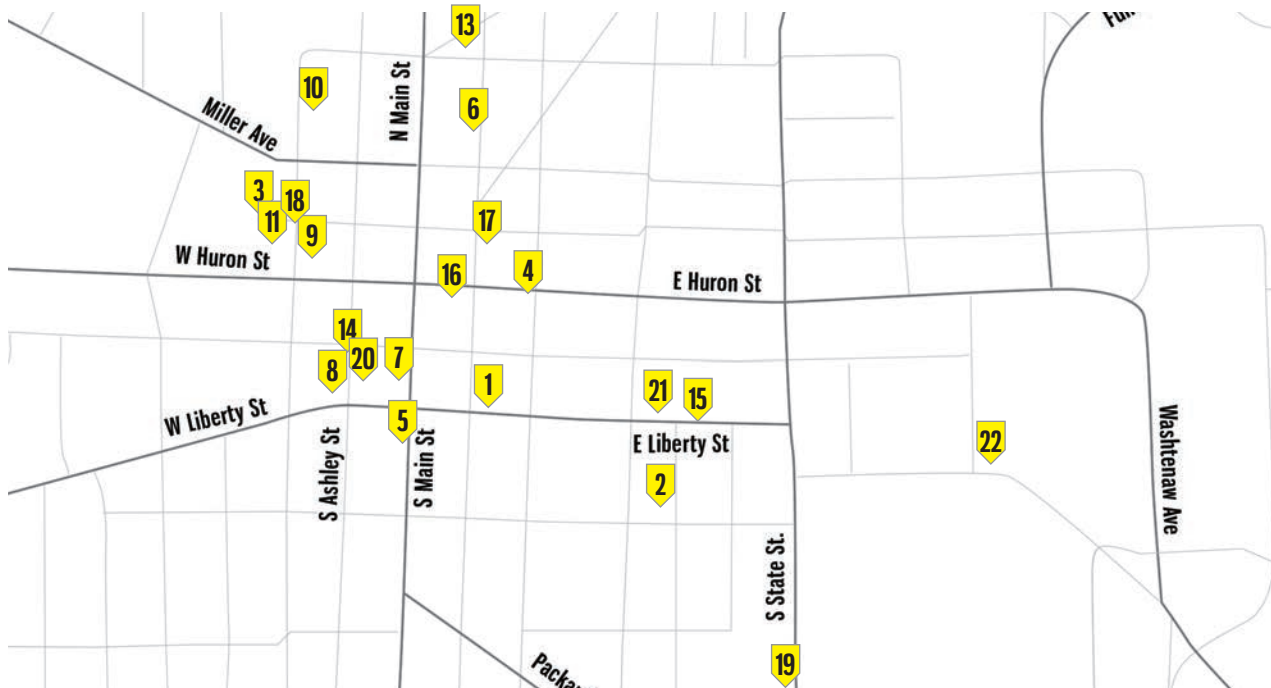 13
10
N Main St
6
Miller Ave
3
18
11
17
9
W Huron St
16
4
E Huron St
14
20
7
8
1
21
15
W Liberty St
5
E Liberty St
22
S Ashley St
S Main St
2
Washtenaw Ave
S State St.
19